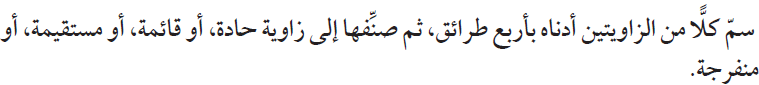 سمّ كلًّا من الزاويتين أدناه بأربع طرائق، ثم صنِّفها إلى زاوية حادة، أو قائمة، أو مستقيمة، أو
منفرجة.